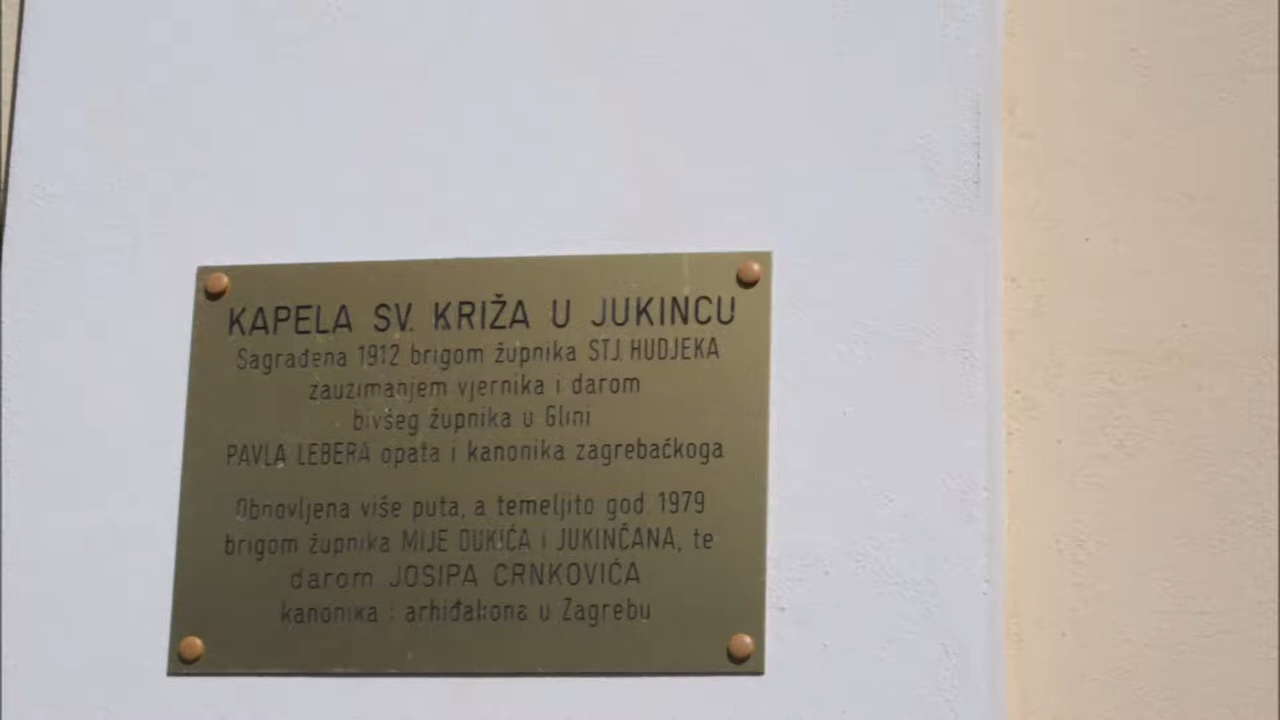 KAPELA SV. KRIŽA U JUKINCU
Sagrađena 1912 brigom župnika STJ. HUDJEKA
zauzimanjem vjernika i darom
bivšeg župnika u Glini
PAVLA LEBERA opata i kanonika zagrebačkoga
Obnovljena više puta, a temeljito god. 1979
brigom župnika MIJE DUKIĆA i JUKINČANA, te
darom JOSIPA CRNKOVIĆA
kanonika i arhiđakona u Zagrebu